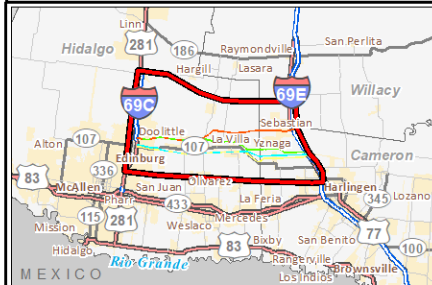 Linn
San Perlita
Hidalgo
281
186
Raymondville
Hargill
Lasara
69C
69E
Willacy
Sebastian
107
Doolittle
La Villa
Yznaga
Alton
107
Edinburg
Cameron
336
83
McAllen
San Juan
Olivarez
Harlingen
Pharr
433
La Feria
345
Lozano
115
281
Mercedes
Mission
Weslaco
77
Hidalgo
83
Bixby
San Benito
100
Rio Grande
Rangerville
Brownsville
MEXICO
Los Indios